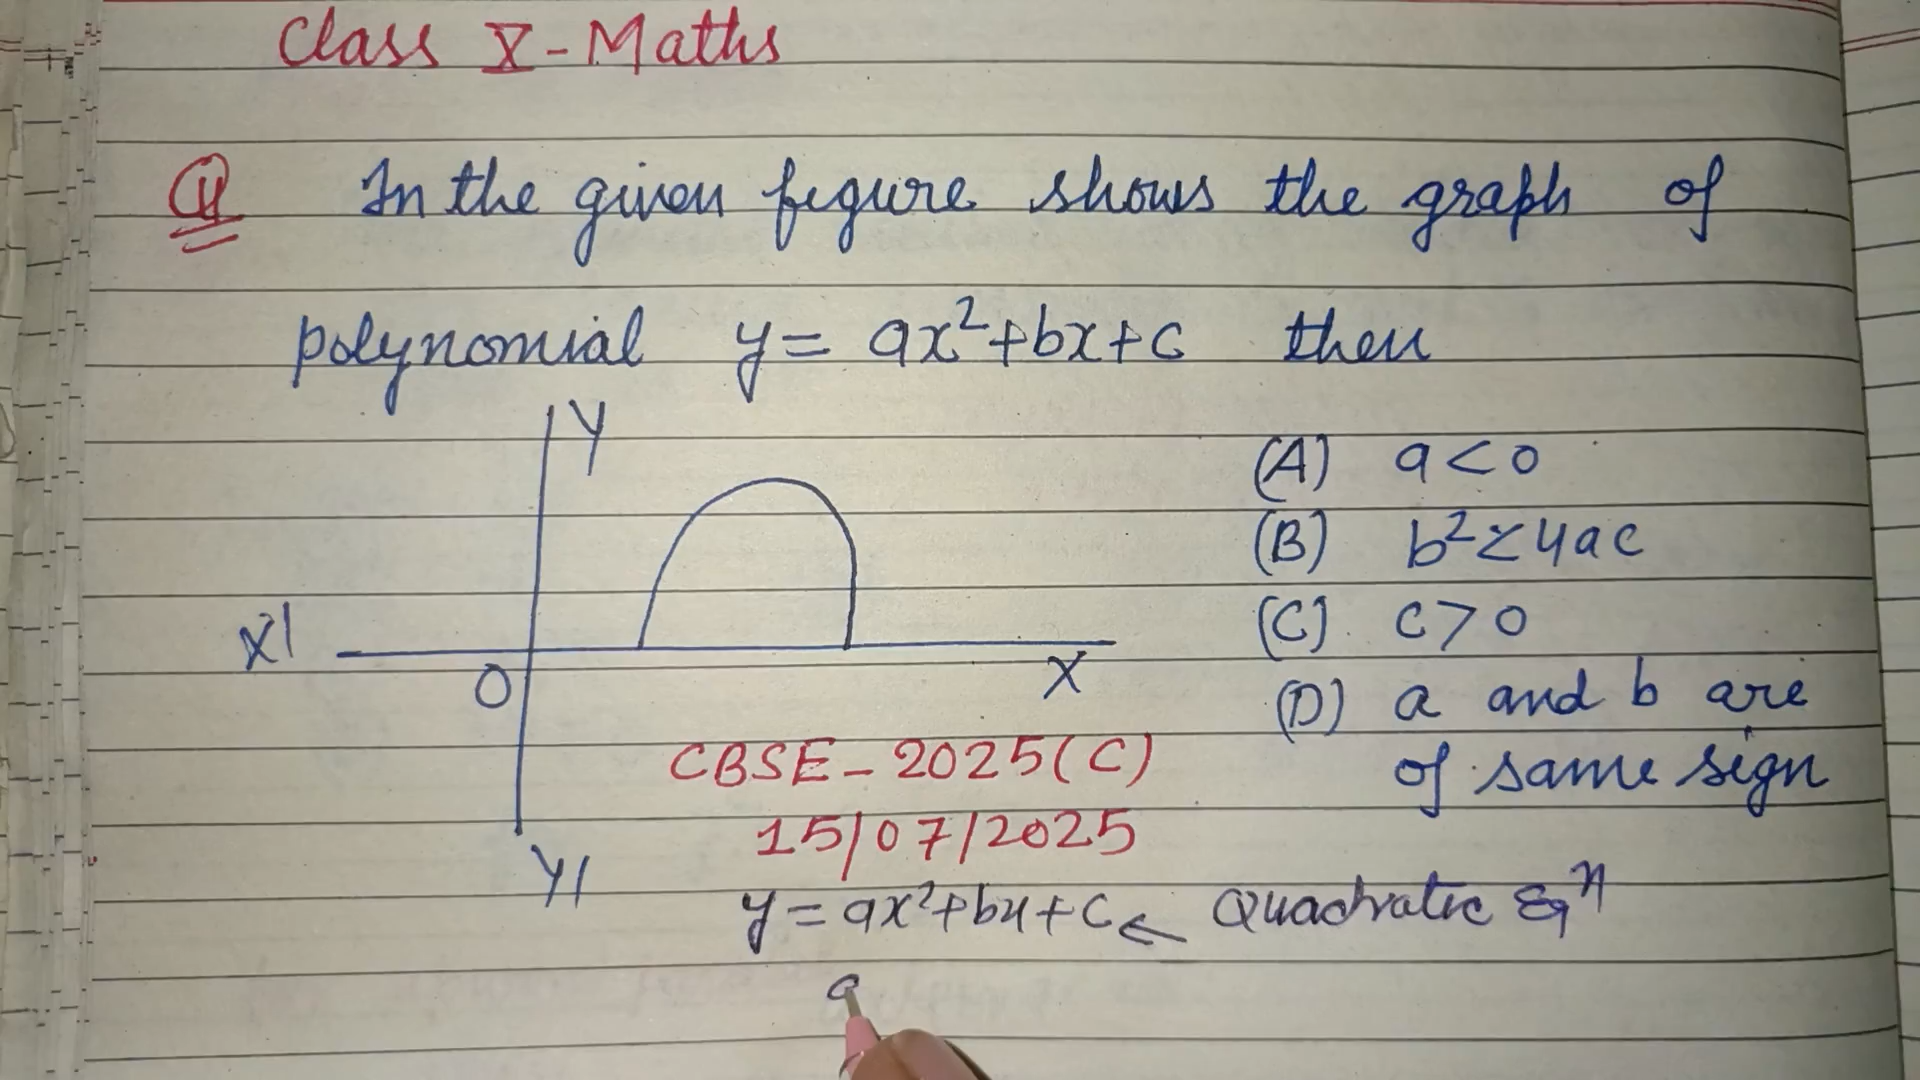 Class X - Maths
Q In the given figure shows the graph of
polynomial y = ax²+bx+c then
Y
(A) a<0
(B) b²<4ac
(C) c>0
X'
O
X
(D) a and b are
of same sign
CBSE - 2025(C)
15/07/2025
Y'
y = ax²+bx+c ← Quadratic Eqⁿ
a